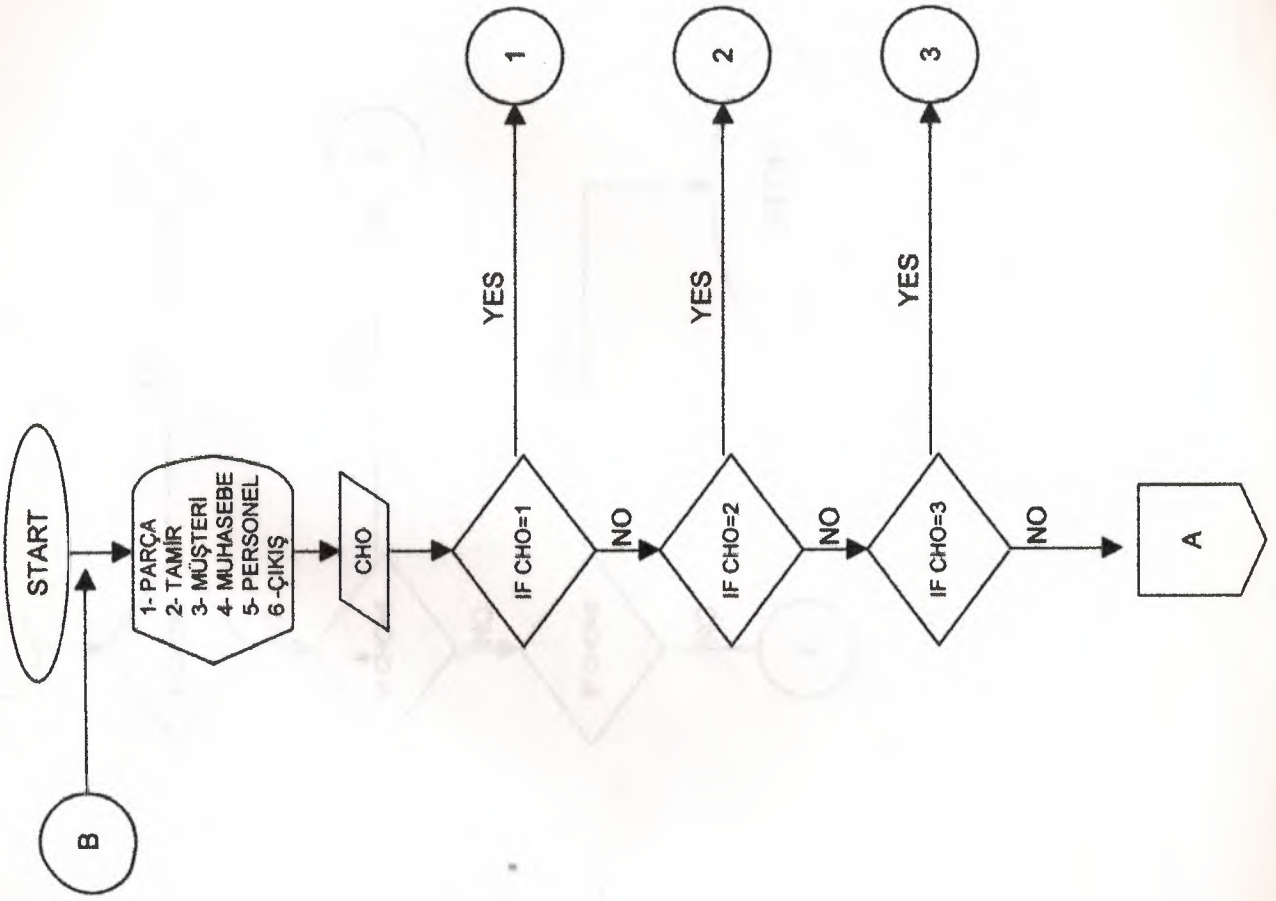 START
B
1- PARÇA
2- TAMİR
3- MÜŞTERİ
4- MUHASEBE
5- PERSONEL
6-ÇIKIŞ
CHO
IF CHO=1
YES
1
NO
IF CHO=2
YES
2
NO
IF CHO=3
YES
3
NO
A